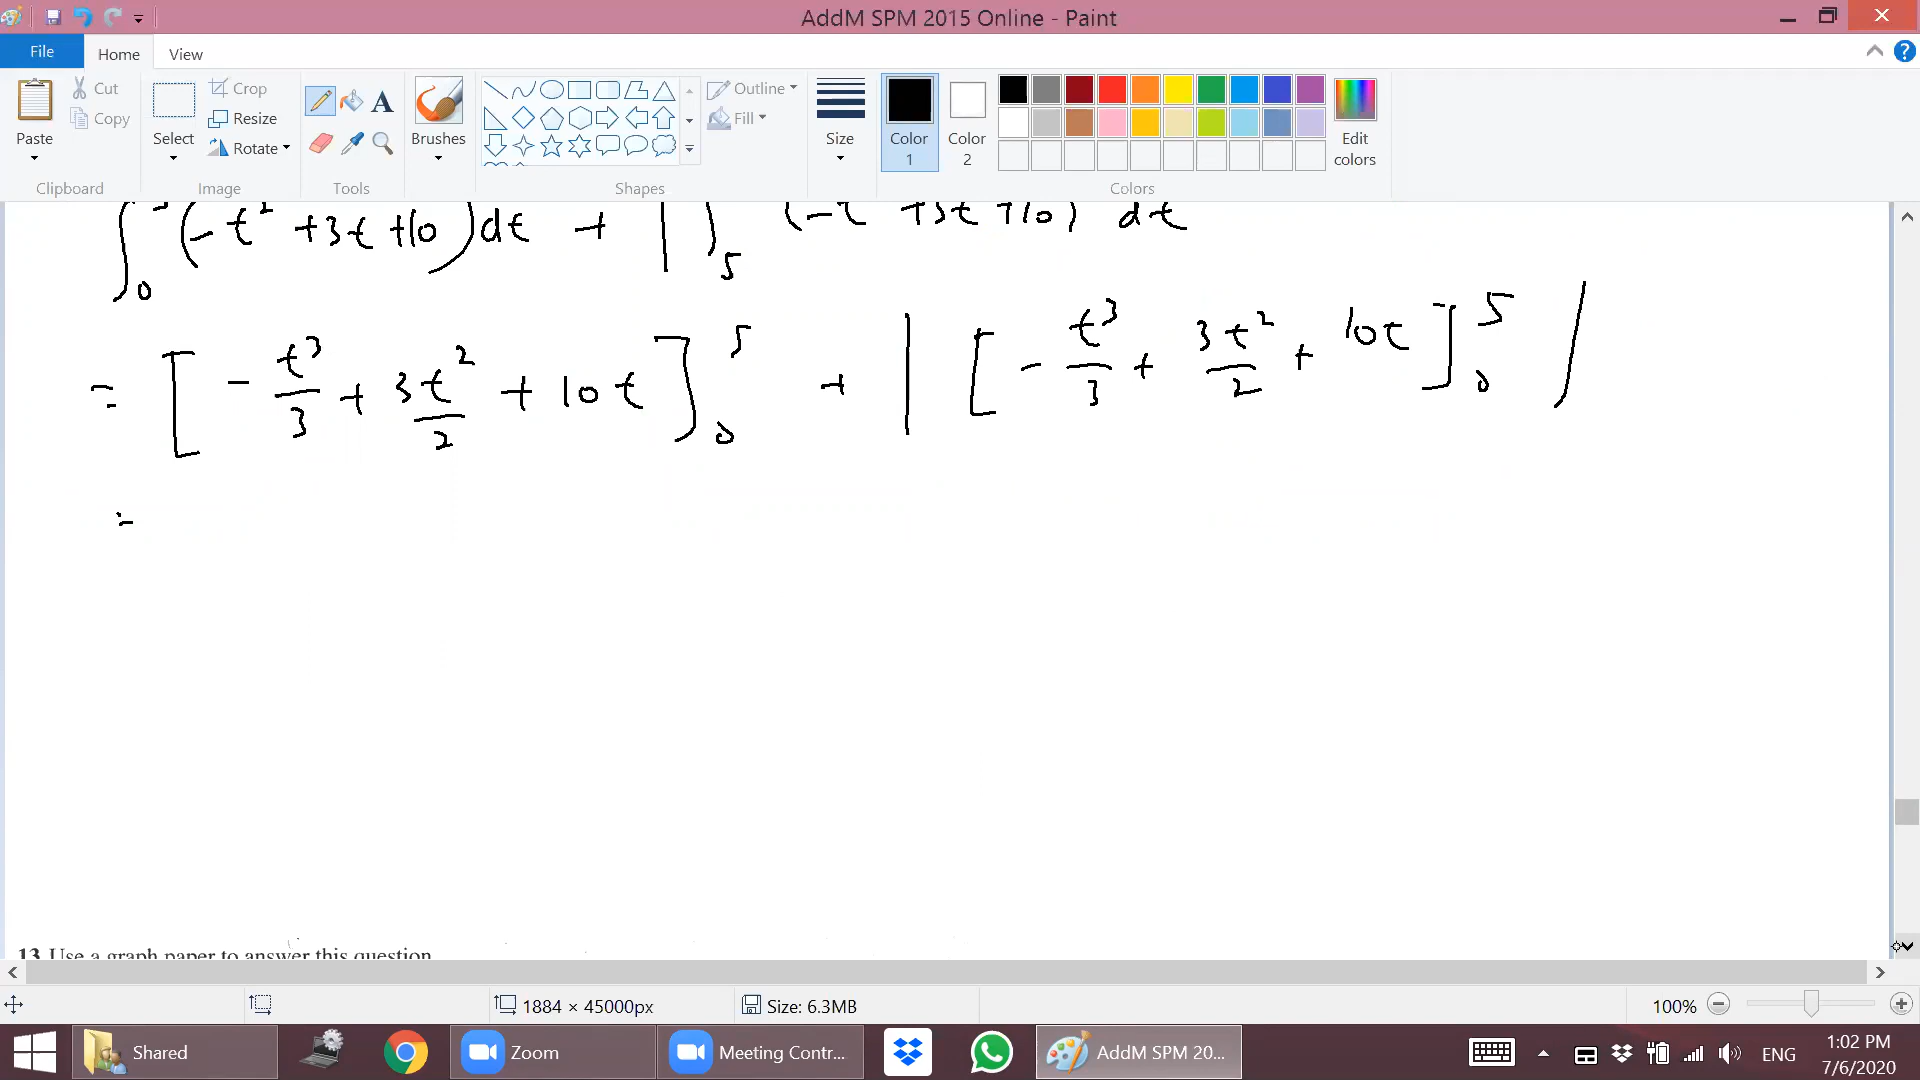 AddM SPM 2015 Online - Paint
File Home View
Paste Cut Copy Clipboard
Select Crop Resize Rotate Image
Tools
Brushes
Shapes
Outline Fill
Size
Color 1
Color 2
Edit colors
Colors
∫₀ (-t² + 3t + 10) dt + | ∫₅ (-t + 3t + 10) dt
= [ - t³/3 + 3t²/2 + 10t ]₀⁵ + | [ - t³/3 + 3t²/2 + 10t ]₀⁵ |
=
13 Use a graph paper to answer this question
1884 × 45000px Size: 6.3MB 100%
Shared Zoom Meeting Contr... AddM SPM 20... ENG 1:02 PM
7/6/2020